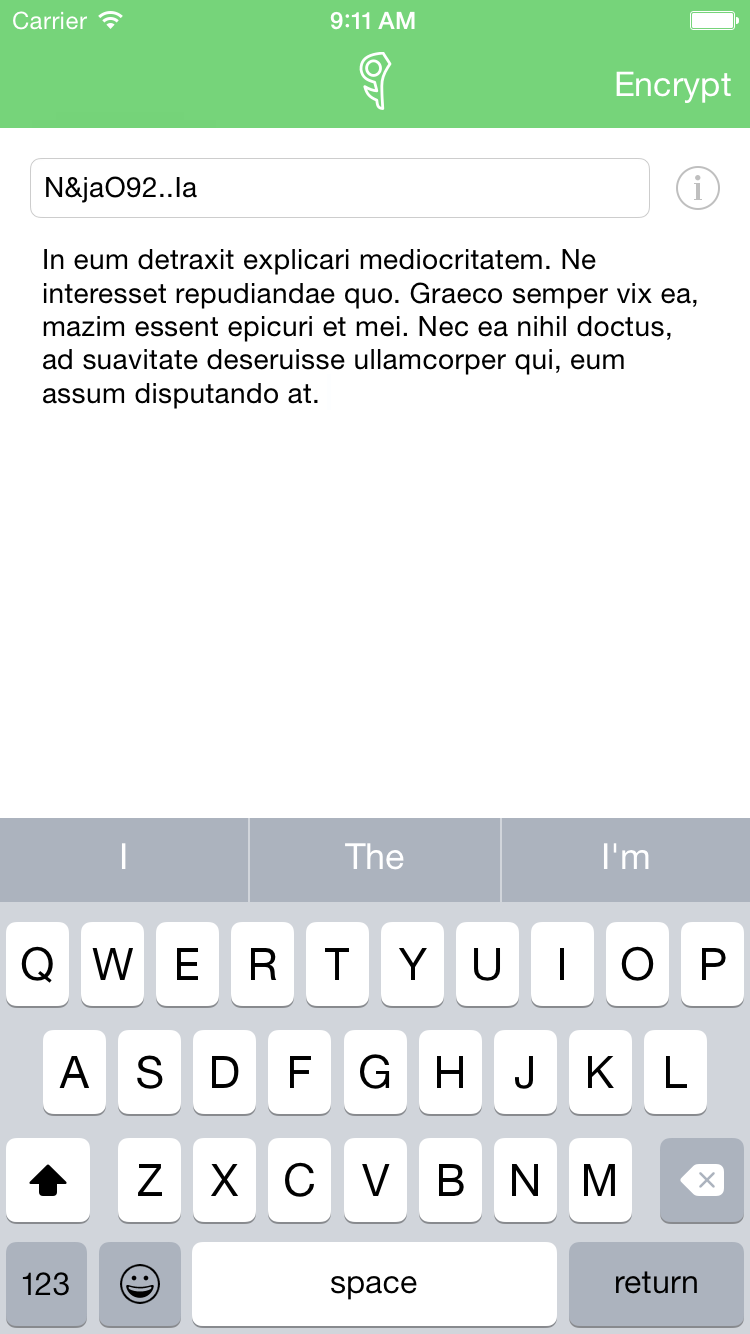 Carrier 9:11 AM
Encrypt
N&jaO92..la
In eum detraxit explicari mediocritatem. Ne
interesset repudiandae quo. Graeco semper vix ea,
mazim essent epicuri et mei. Nec ea nihil doctus,
ad suavitate deseruisse ullamcorper qui, eum
assum disputando at.
I The I'm
Q W E R T Y U I O P
A S D F G H J K L
Z X C V B N M
123 space return